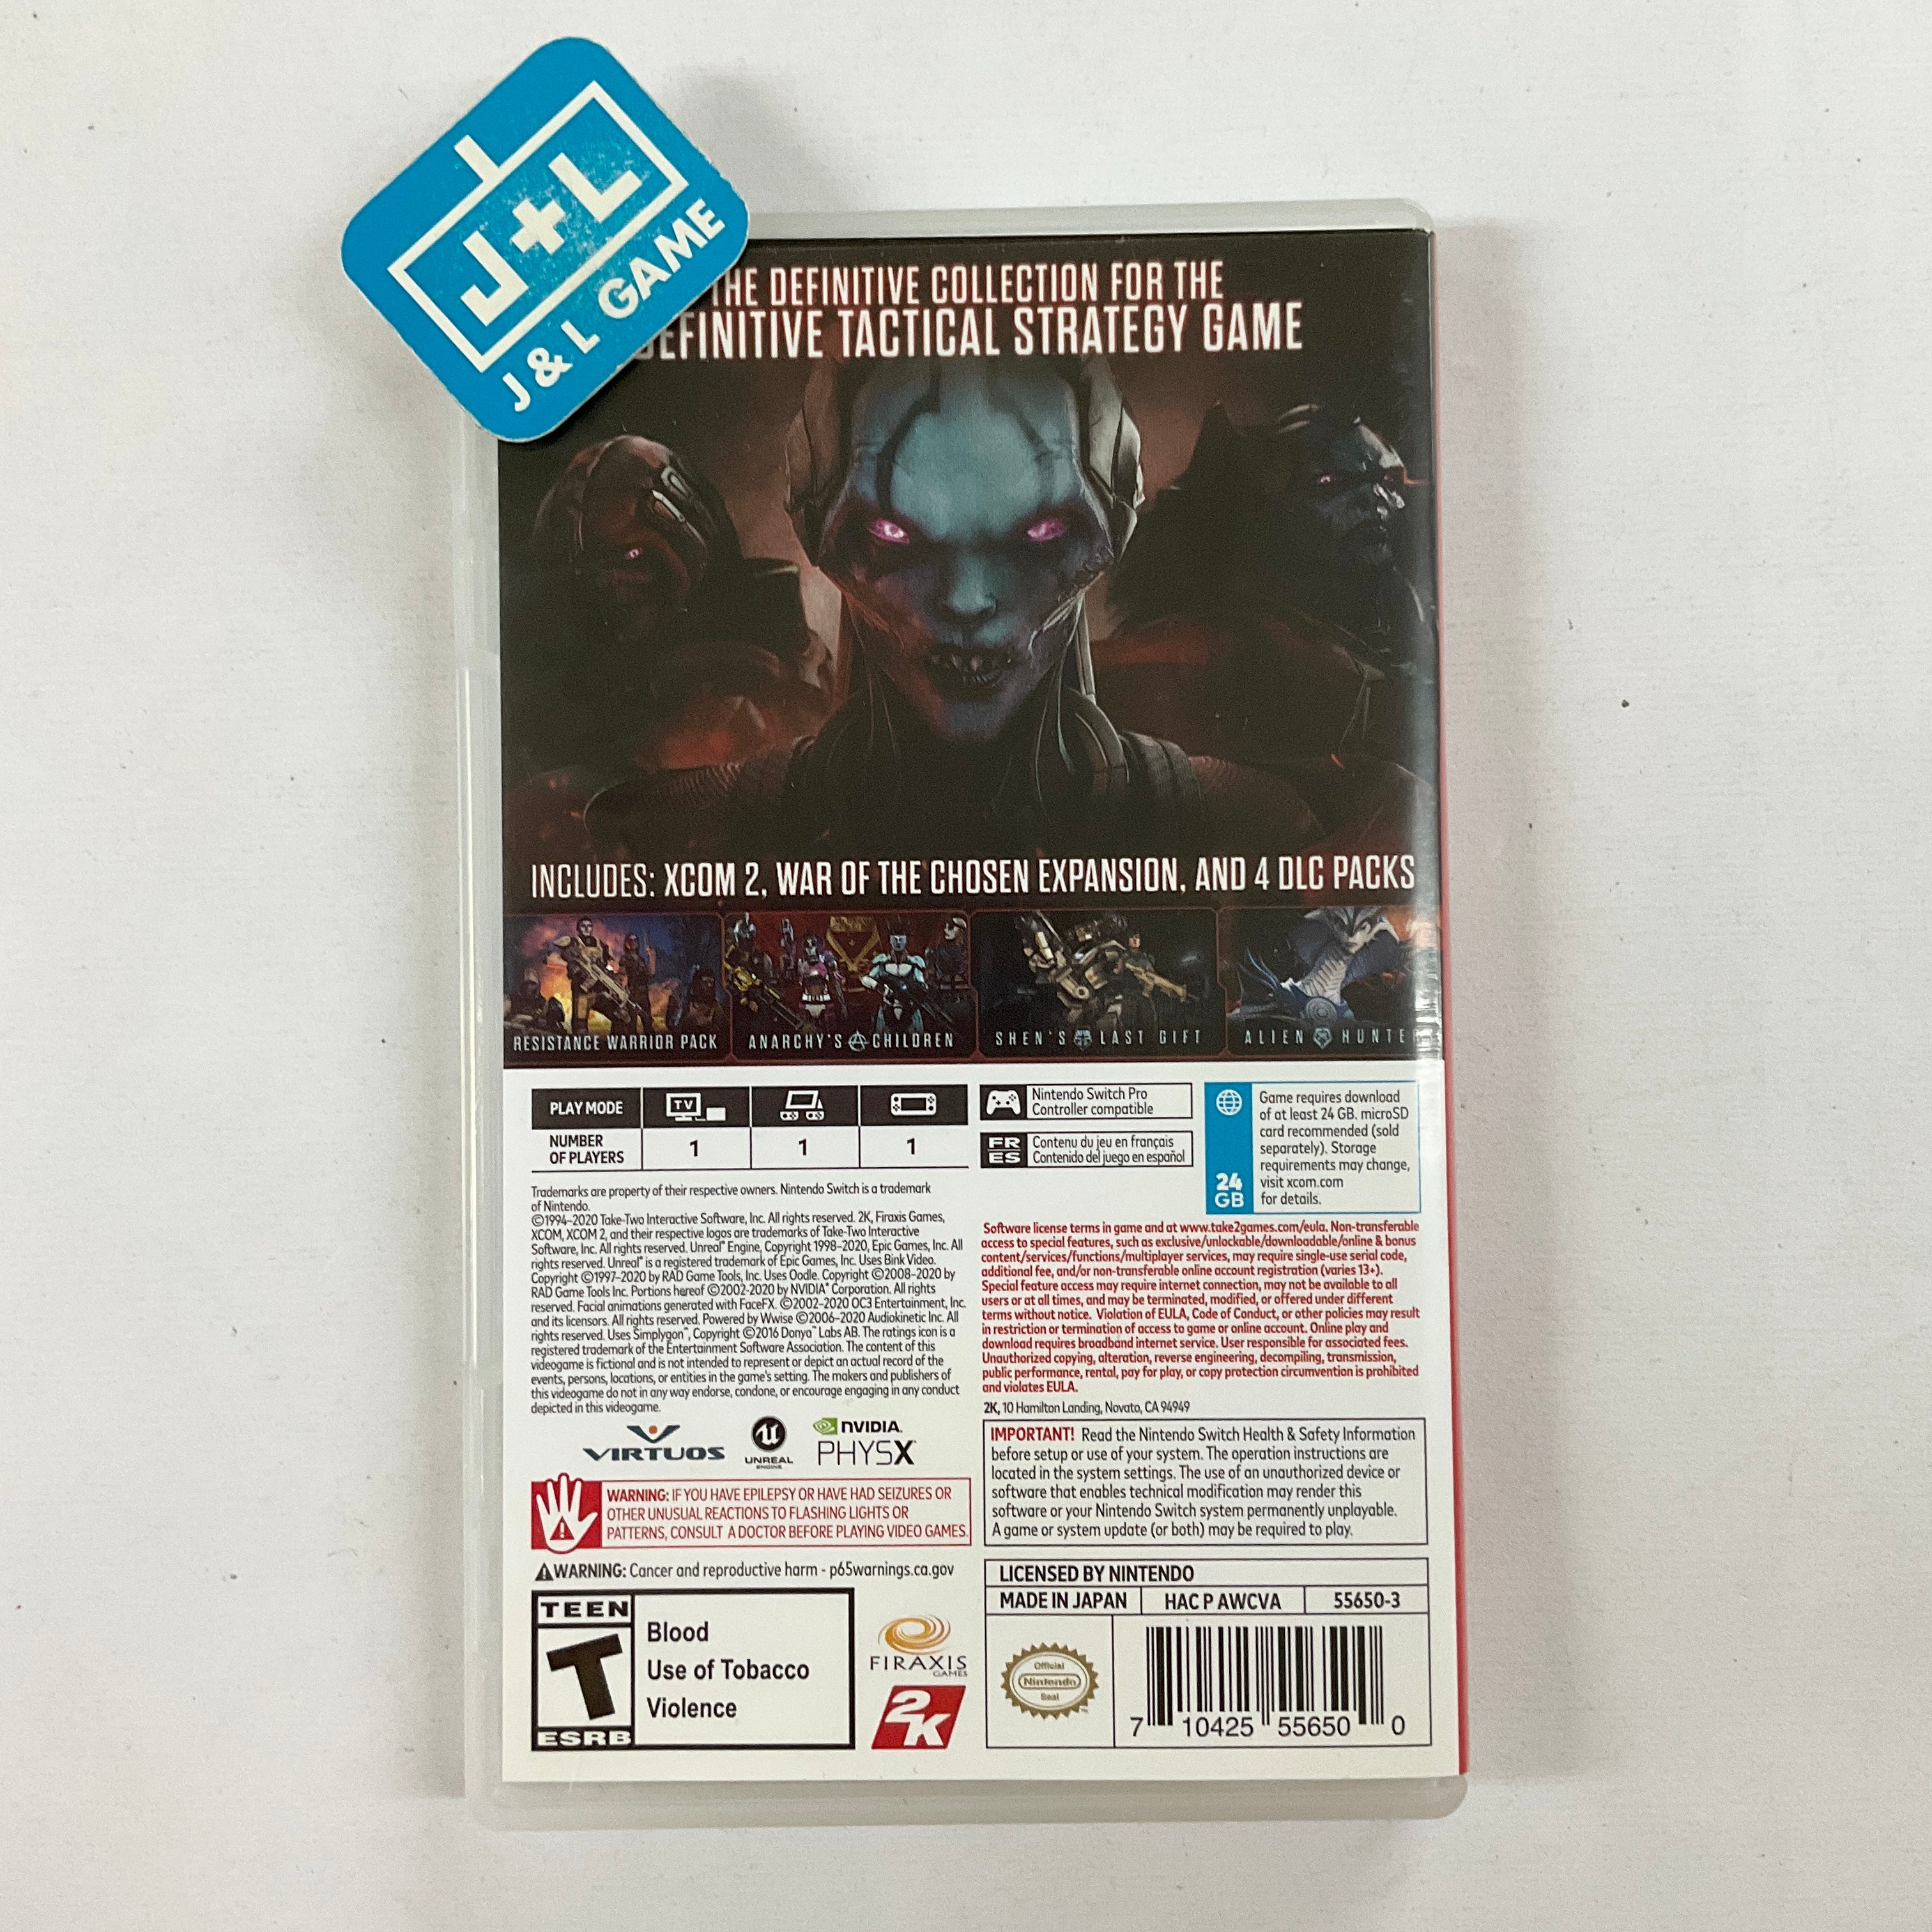 J+L
J & L GAME
THE DEFINITIVE COLLECTION FOR THE
DEFINITIVE TACTICAL STRATEGY GAME
INCLUDES: XCOM 2, WAR OF THE CHOSEN EXPANSION, AND 4 DLC PACKS
RESISTANCE WARRIOR PACK
ANARCHY'S CHILDREN
SHEN'S LAST GIFT
ALIEN HUNTE
PLAY MODE
TV
NUMBER
OF PLAYERS
1
1
1
Nintendo Switch Pro
Controller compatible
FR
ES
Contenu du jeu en français
Contenido del juego en español
24
GB
Game requires download
of at least 24 GB. microSD
card recommended (sold
separately). Storage
requirements may change,
visit xcom.com
for details.
Trademarks are property of their respective owners. Nintendo Switch is a trademark
of Nintendo.
©1994-2020 Take-Two Interactive Software, Inc. All rights reserved. 2K, Firaxis Games,
XCOM, XCOM 2, and their respective logos are trademarks of Take-Two Interactive
Software, Inc. All rights reserved. Unreal® Engine, Copyright 1998-2020, Epic Games, Inc. All
rights reserved. Unreal® is a registered trademark of Epic Games, Inc. Uses Bink Video.
Copyright ©1997-2020 by RAD Game Tools, Inc. Uses Oodle. Copyright ©2008-2020 by
RAD Game Tools Inc. Portions hereof ©2002-2020 by NVIDIA® Corporation. All rights
reserved. Facial animations generated with FaceFX. ©2002-2020 OC3 Entertainment, Inc.
and its licensors. All rights reserved. Powered by Wwise ©2006-2020 Audiokinetic Inc. All
rights reserved. Uses Simplygon™, Copyright ©2016 Donya™ Labs AB. The ratings icon is a
registered trademark of the Entertainment Software Association. The content of this
videogame is fictional and is not intended to represent or depict an actual record of the
events, persons, locations, or entities in the game's setting. The makers and publishers of
this videogame do not in any way endorse, condone, or encourage engaging in any conduct
depicted in this videogame.
Software license terms in game and at www.take2games.com/eula. Non-transferable
access to special features, such as exclusive/unlockable/downloadable/online & bonus
content/services/functions/multiplayer services, may require single-use serial code,
additional fee, and/or non-transferable online account registration (varies 13+).
Special feature access may require internet connection, may not be available to all
users or at all times, and may be terminated, modified, or offered under different
terms without notice. Violation of EULA, Code of Conduct, or other policies may result
in restriction or termination of access to game or online account. Online play and
download requires broadband internet service. User responsible for associated fees.
Unauthorized copying, alteration, reverse engineering, decompiling, transmission,
public performance, rental, pay for play, or copy protection circumvention is prohibited
and violates EULA.
2K, 10 Hamilton Landing, Novato, CA 94949
VIRTUOS
UNREAL
ENGINE
NVIDIA.
PHYSX
IMPORTANT! Read the Nintendo Switch Health & Safety Information
before setup or use of your system. The operation instructions are
located in the system settings. The use of an unauthorized device or
software that enables technical modification may render this
software or your Nintendo Switch system permanently unplayable.
A game or system update (or both) may be required to play.
WARNING: IF YOU HAVE EPILEPSY OR HAVE HAD SEIZURES OR
OTHER UNUSUAL REACTIONS TO FLASHING LIGHTS OR
PATTERNS, CONSULT A DOCTOR BEFORE PLAYING VIDEO GAMES.
WARNING: Cancer and reproductive harm - p65warnings.ca.gov
TEEN
T
ESRB
Blood
Use of Tobacco
Violence
FIRAXIS
GAMES
2K
LICENSED BY NINTENDO
MADE IN JAPAN
HAC P AWCVA
55650-3
Official
Nintendo
Seal
7 10425 55650 0